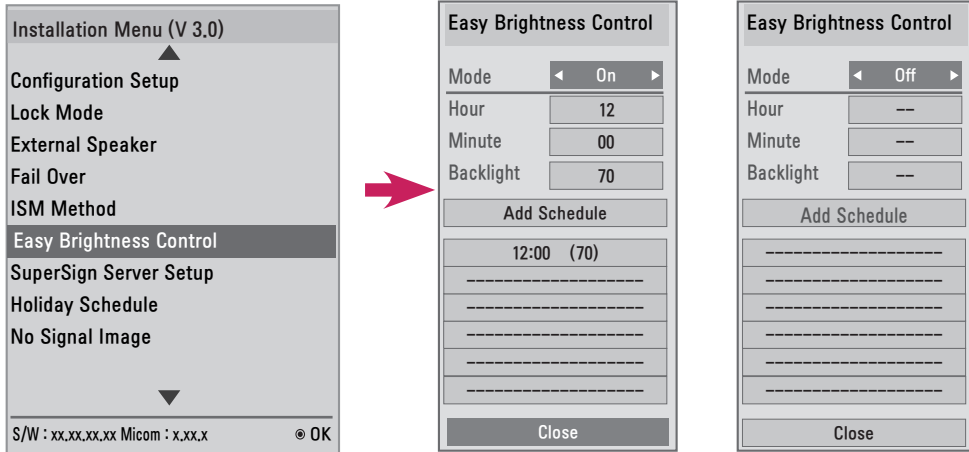 Installation Menu (V 3.0)
Configuration Setup
Lock Mode
External Speaker
Fail Over
ISM Method
Easy Brightness Control
SuperSign Server Setup
Holiday Schedule
No Signal Image
S/W : xx.xx.xx.xx Micom : x.xx.x ◉ OK
Easy Brightness Control
Mode ◀ On ▶
Hour 12
Minute 00
Backlight 70
Add Schedule
12:00 (70)
-------------------
-------------------
-------------------
-------------------
-------------------
Close
Easy Brightness Control
Mode ◀ Off ▶
Hour --
Minute --
Backlight --
Add Schedule
-------------------
-------------------
-------------------
-------------------
-------------------
-------------------
Close